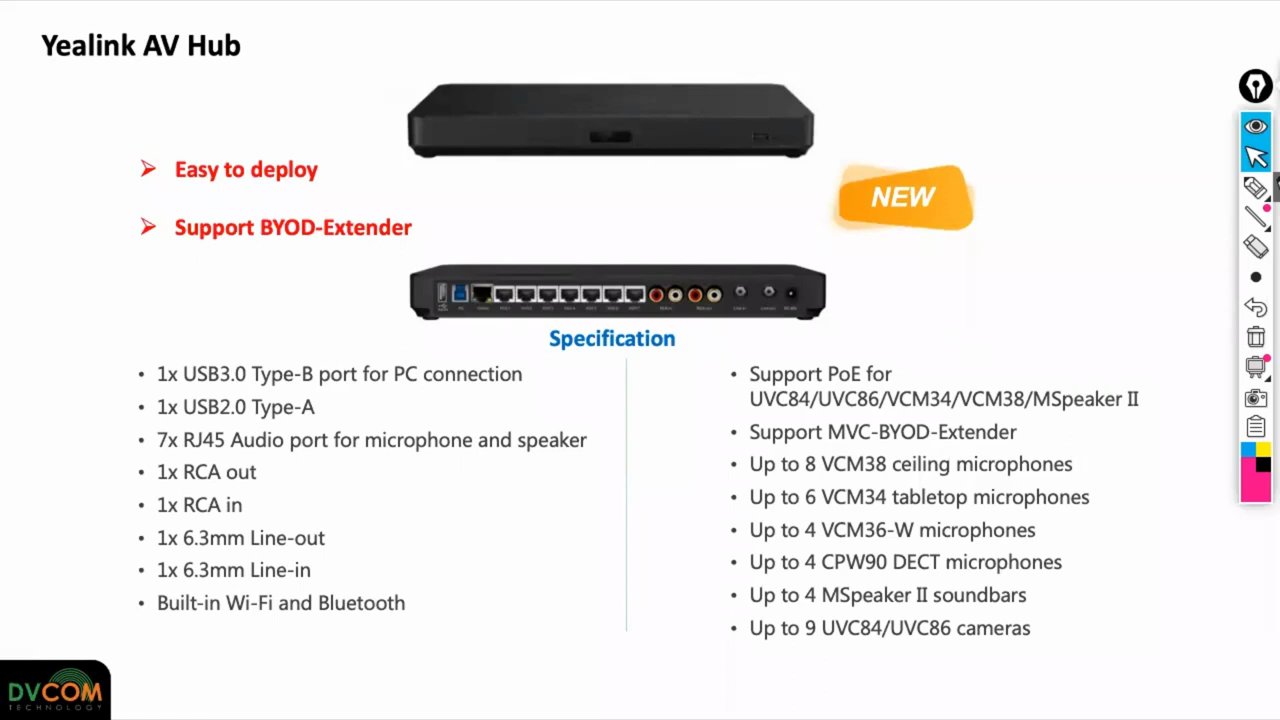 Yealink AV Hub
Easy to deploy
NEW
Support BYOD-Extender
Specification
• 1x USB3.0 Type-B port for PC connection
• 1x USB2.0 Type-A
• 7x RJ45 Audio port for microphone and speaker
• 1x RCA out
• 1x RCA in
• 1x 6.3mm Line-out
• 1x 6.3mm Line-in
• Built-in Wi-Fi and Bluetooth
• Support PoE for
UVC84/UVC86/VCM34/VCM38/MSpeaker II
• Support MVC-BYOD-Extender
• Up to 8 VCM38 ceiling microphones
• Up to 6 VCM34 tabletop microphones
• Up to 4 VCM36-W microphones
• Up to 4 CPW90 DECT microphones
• Up to 4 MSpeaker II soundbars
• Up to 9 UVC84/UVC86 cameras
DVCOM
TECHNOLOGY